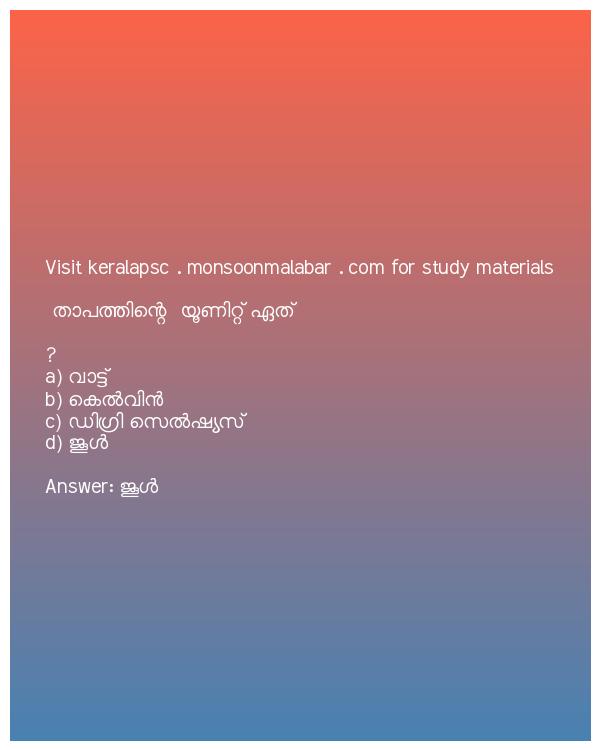 Visit keralapsc . monsoonmalabar . com for study materials
താപത്തിന്റെ യൂണിറ്റ് ഏത്
?
a) വാട്ട്
b) കെൽവിൻ
c) ഡിഗ്രി സെൽഷ്യസ്
d) ജൂൾ
Answer: ജൂൾ